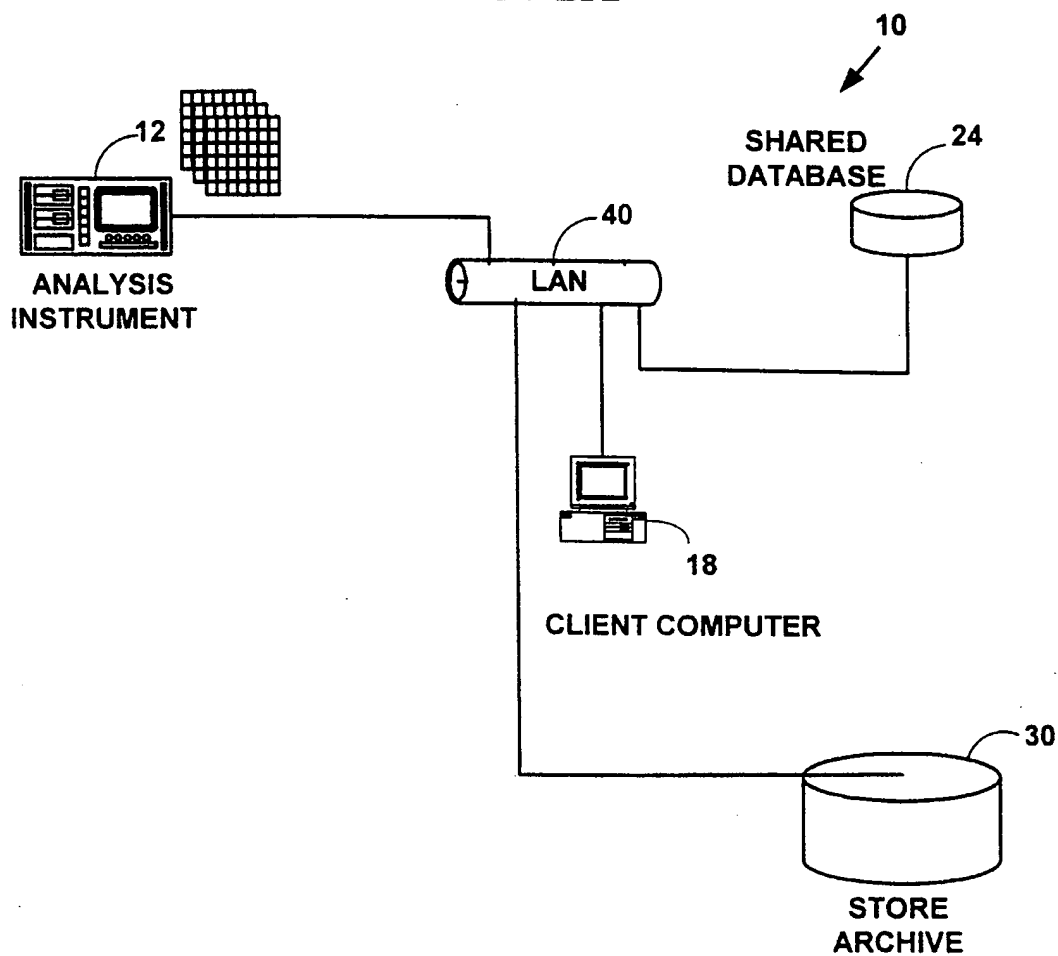 10
12
SHARED
DATABASE
24
40
LAN
ANALYSIS
INSTRUMENT
18
CLIENT COMPUTER
30
STORE
ARCHIVE